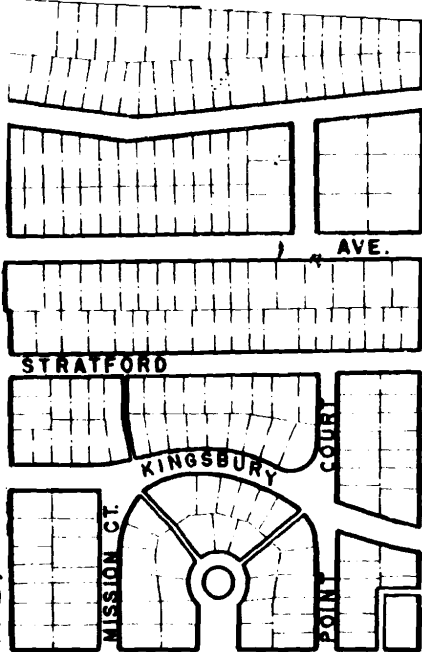 AVE.
STRATFORD
KINGSBURY
COURT
MISSION CT.
POINT